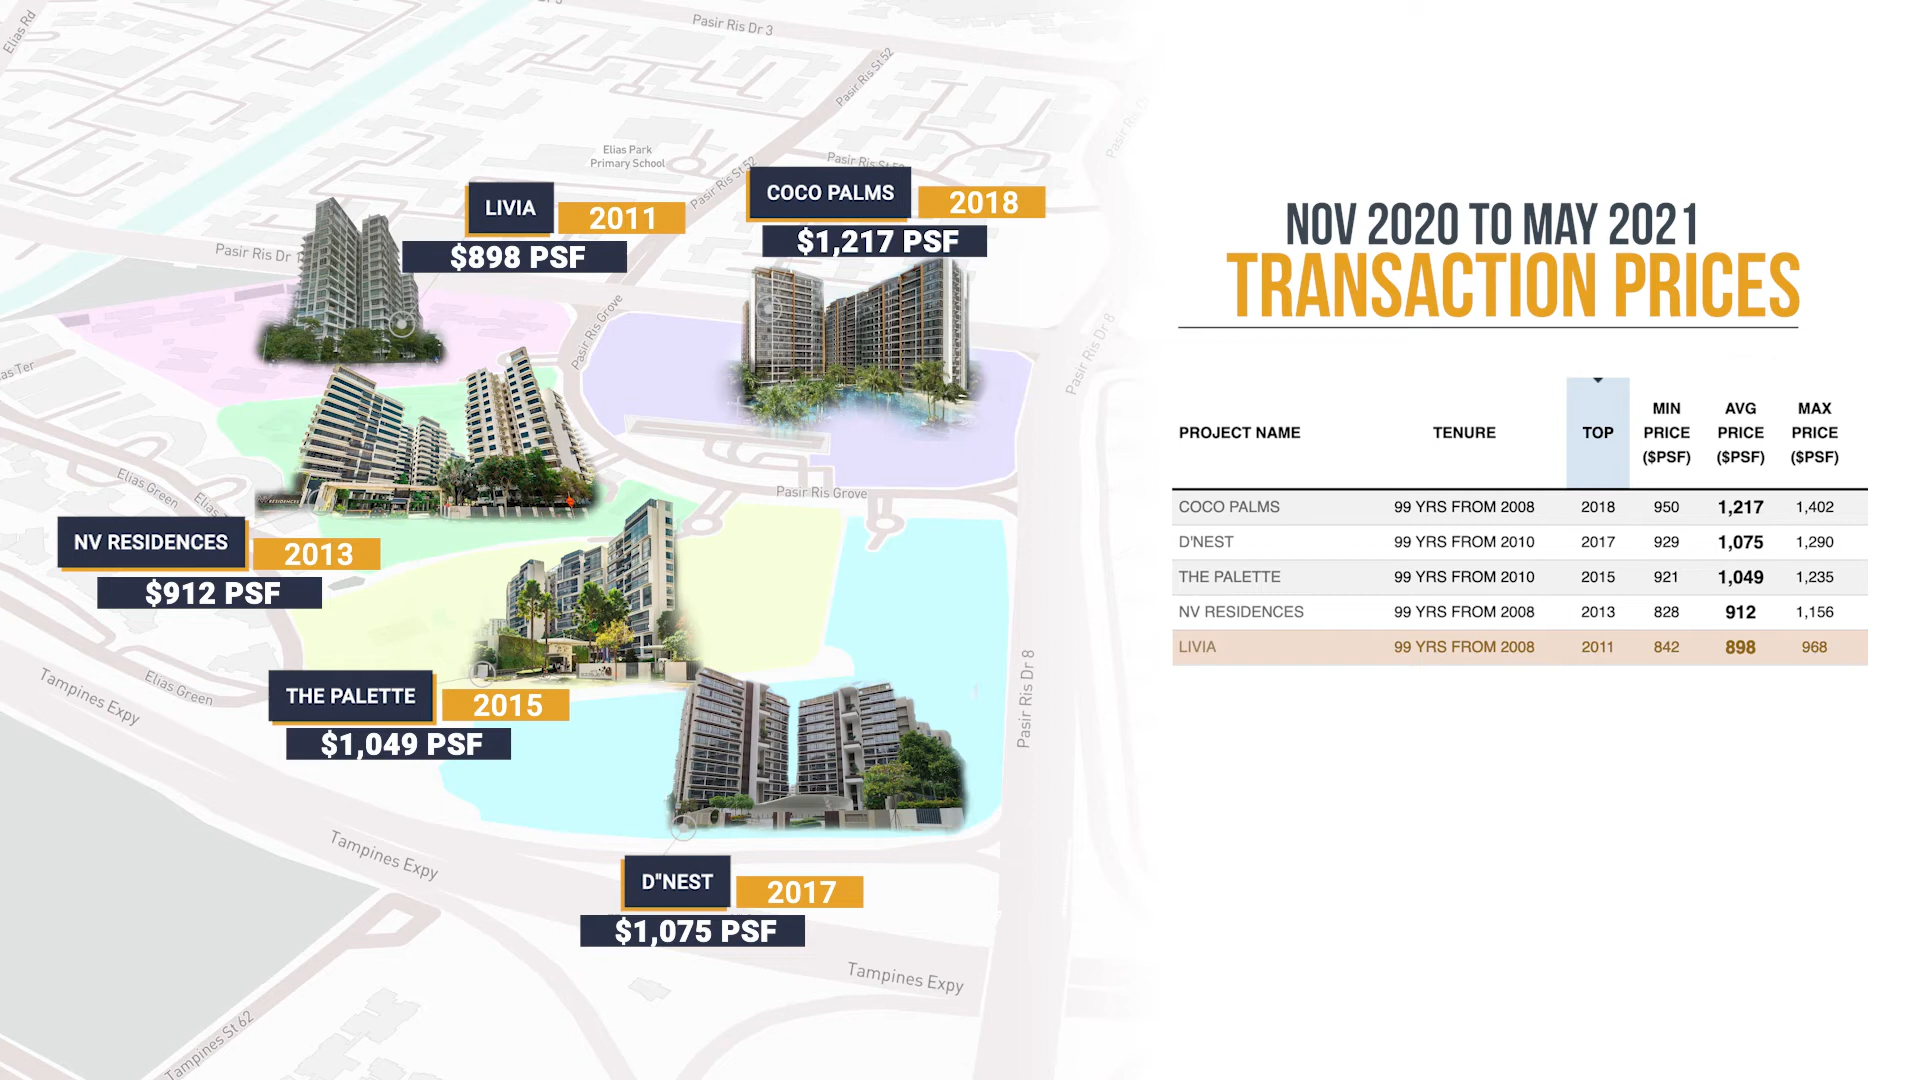 Elias Rd
Pasir Ris Dr 3
Pasir Ris St 52
Elias Park
Primary School
Pasir Ris St 52
LIVIA
2011
$898 PSF
COCO PALMS
2018
$1,217 PSF
Pasir Ris Dr 1
Pasir Ris Grove
Pasir Ris Dr 8
NOV 2020 TO MAY 2021
TRANSACTION PRICES
PROJECT NAME TENURE TOP MIN PRICE ($PSF) AVG PRICE ($PSF) MAX PRICE ($PSF)
COCO PALMS 99 YRS FROM 2008 2018 950 1,217 1,402
D'NEST 99 YRS FROM 2010 2017 929 1,075 1,290
THE PALETTE 99 YRS FROM 2010 2015 921 1,049 1,235
NV RESIDENCES 99 YRS FROM 2008 2013 828 912 1,156
LIVIA 99 YRS FROM 2008 2011 842 898 968
as Ter
Elias Green
Elias
Pasir Ris Grove
NV RESIDENCES
2013
$912 PSF
THE PALETTE
2015
$1,049 PSF
Elias Green
Tampines Expy
Pasir Ris Dr 8
Tampines Expy
D"NEST
2017
$1,075 PSF
Tampines Expy
Tampines St 62